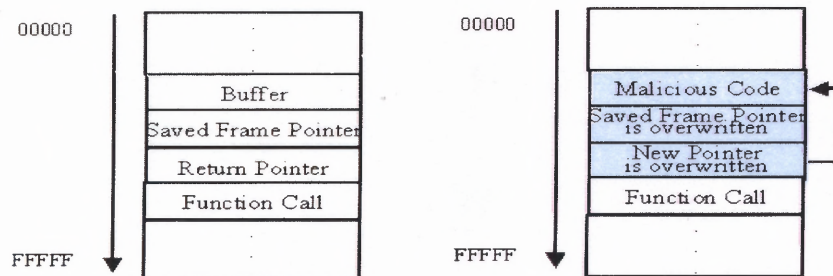 00000
Buffer
Saved Frame Pointer
Return Pointer
Function Call
FFFFF
00000
Malicious Code
Saved Frame Pointer
is overwritten
New Pointer
is overwritten
Function Call
FFFFF